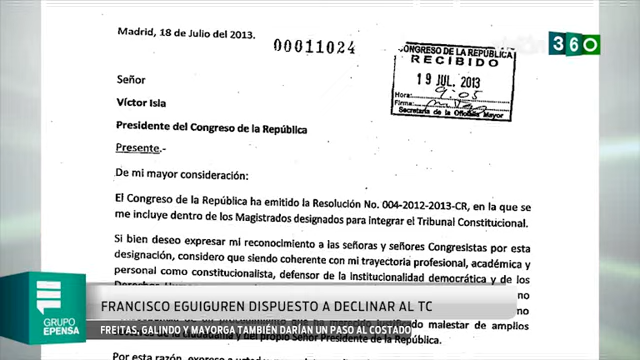 Madrid, 18 de Julio del 2013.
00011024
360
CONGRESO DE LA REPÚBLICA
RECIBIDO
19 JUL. 2013
Hora: 9:05
Firma:
Secretaría de la Oficialía Mayor
Señor
Víctor Isla
Presidente del Congreso de la República
Presente.-
De mi mayor consideración:
El Congreso de la República ha emitido la Resolución No. 004-2012-2013-CR, en la que se
me incluye dentro de los Magistrados designados para integrar el Tribunal Constitucional.
Si bien deseo expresar mi reconocimiento a las señoras y señores Congresistas por esta
designación, considero que siendo coherente con mi trayectoria profesional, académica y
personal como constitucionalista, defensor de la institucionalidad democrática y de los
no
FRANCISCO EGUIGUREN DISPUESTO A DECLINAR AL TC
GRUPO
EPENSA
FREITAS, GALINDO Y MAYORGA TAMBIÉN DARÍAN UN PASO AL COSTADO